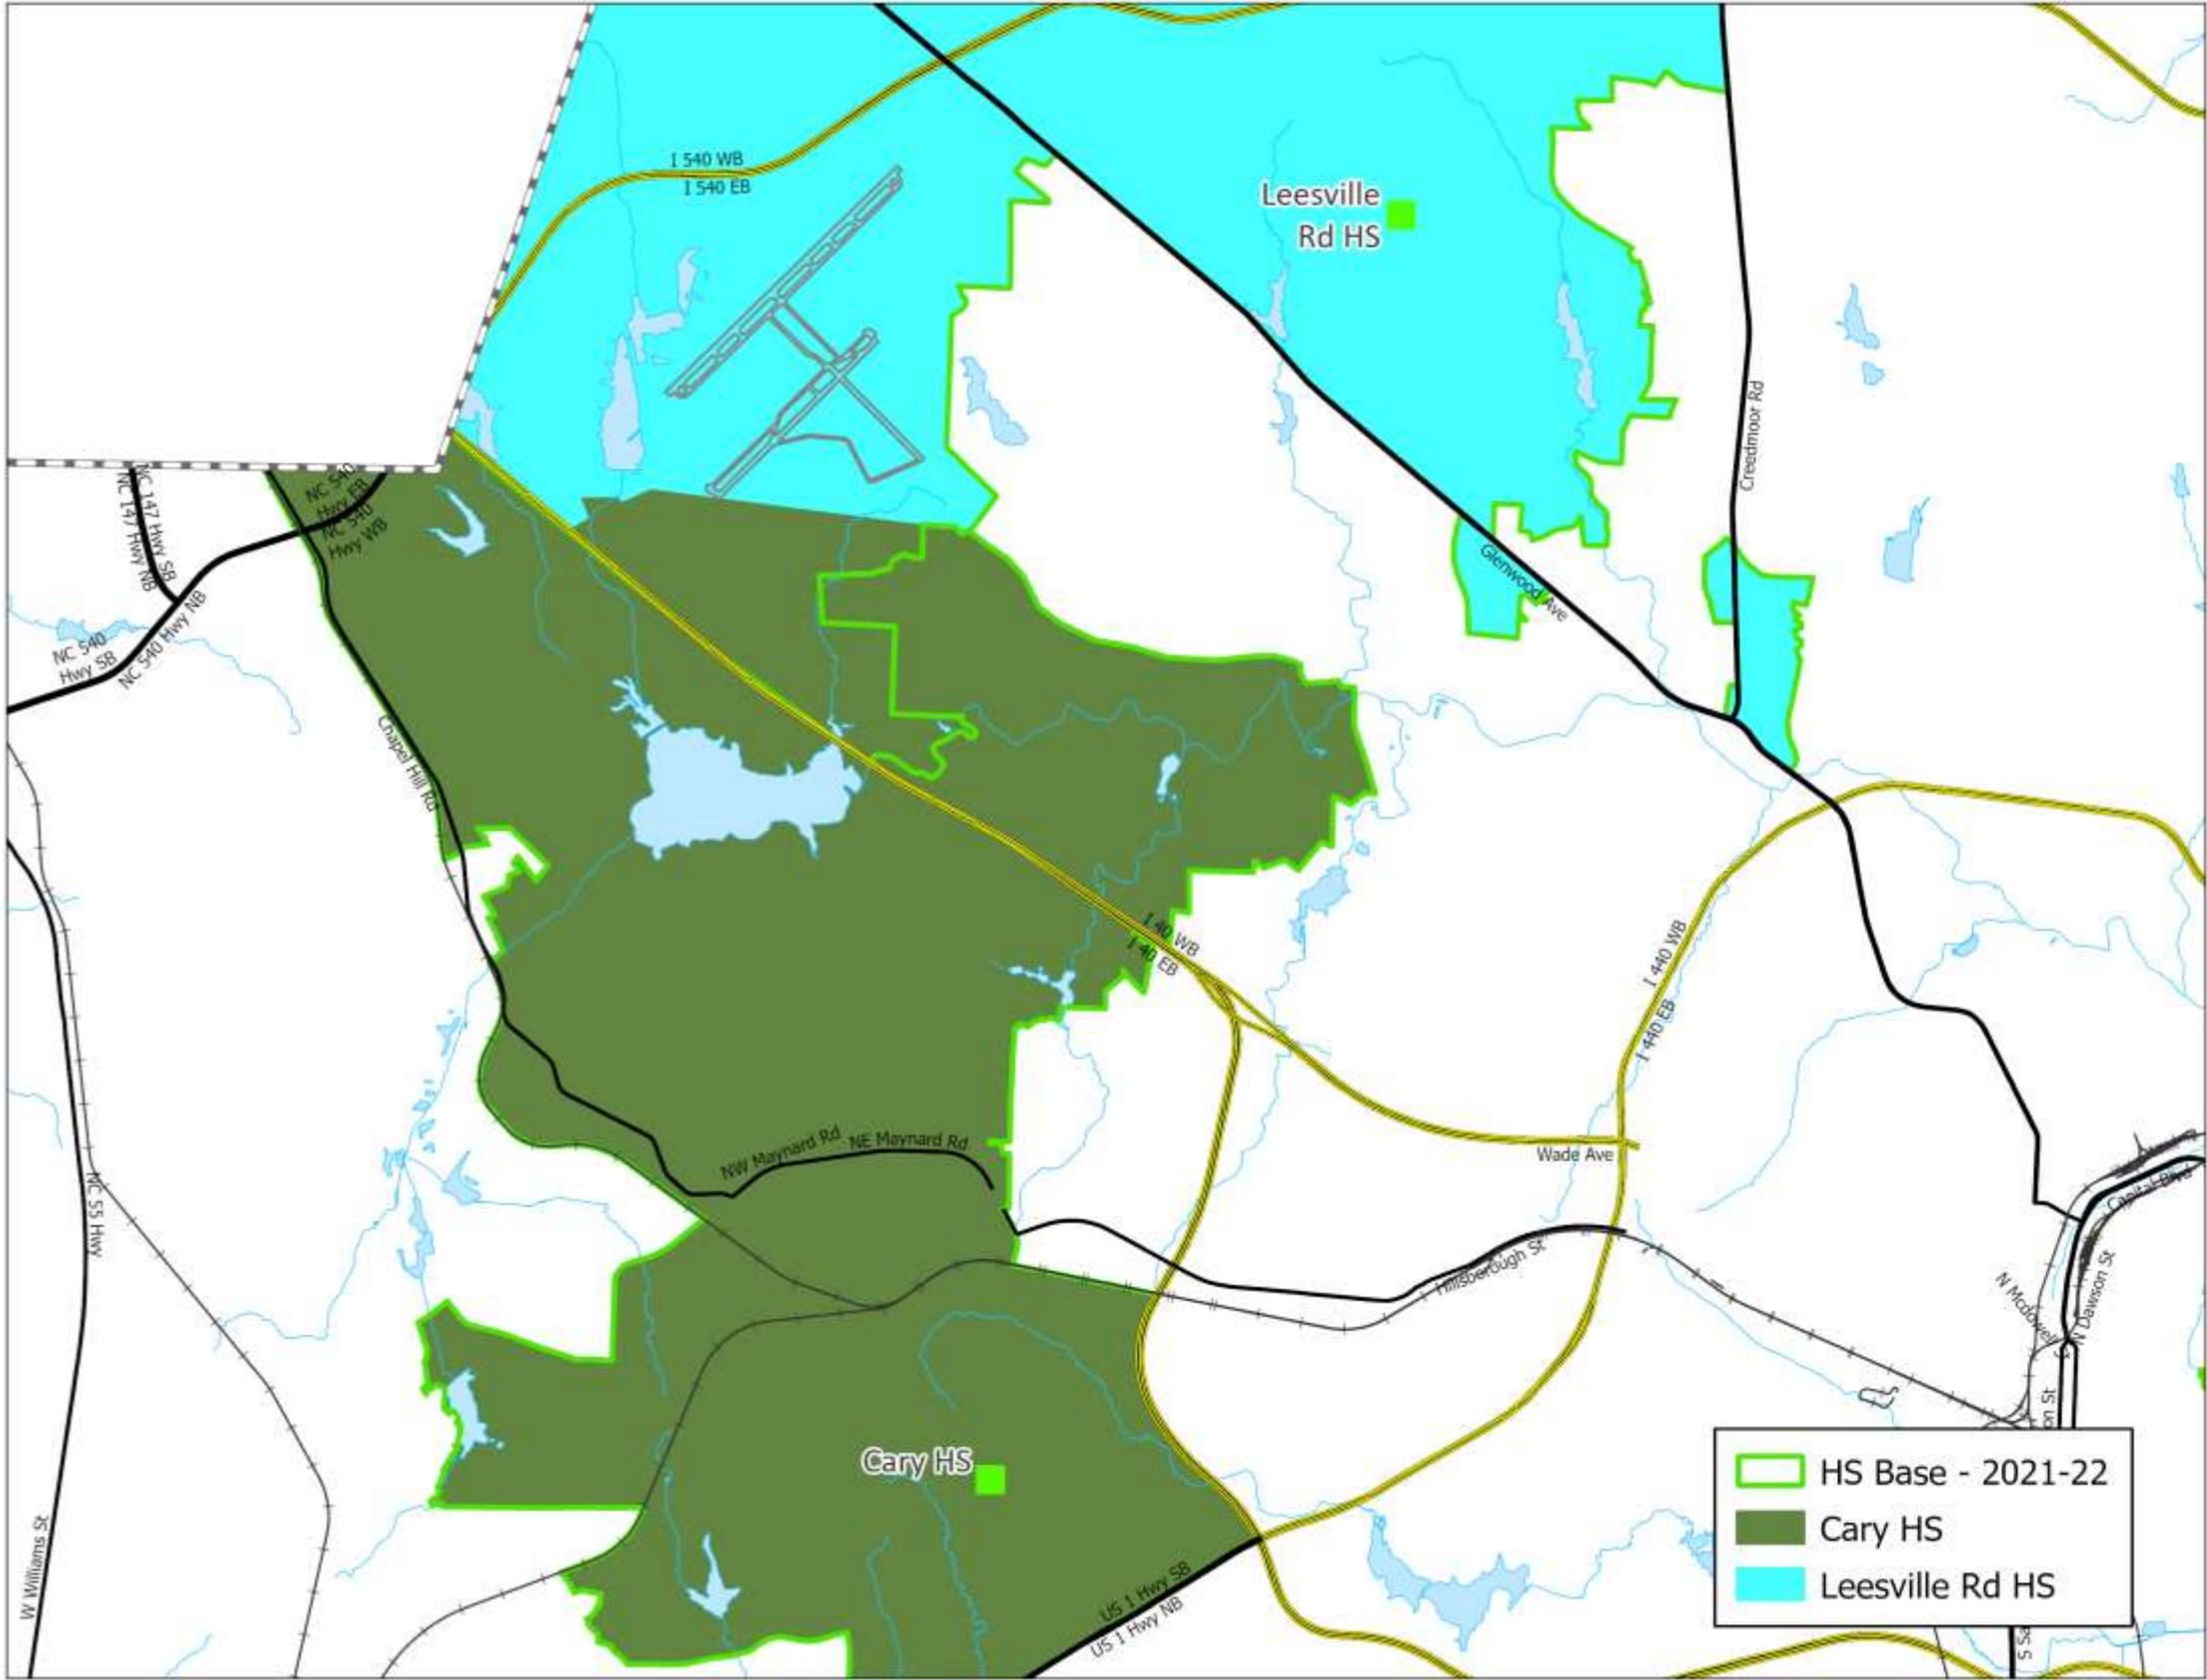 I 540 WB
I 540 EB
Leesville
Rd HS
Creedmoor Rd
NC 540
Hwy EB
NC 540
Hwy WB
NC 147 Hwy SB
NC 147 Hwy NB
Glenwood Ave
NC 540
Hwy SB
NC 540 Hwy NB
Chapel Hill Rd
I 40 WB
I 40 EB
I 440 WB
I 440 EB
NW Maynard Rd
NE Maynard Rd
Wade Ave
NC 55 Hwy
Capital Blvd
Hillsborough St
N Dawson St
N Mcdowell
on St
Cary HS
W Williams St
US 1 Hwy SB
US 1 Hwy NB
S Sa
HS Base - 2021-22
Cary HS
Leesville Rd HS